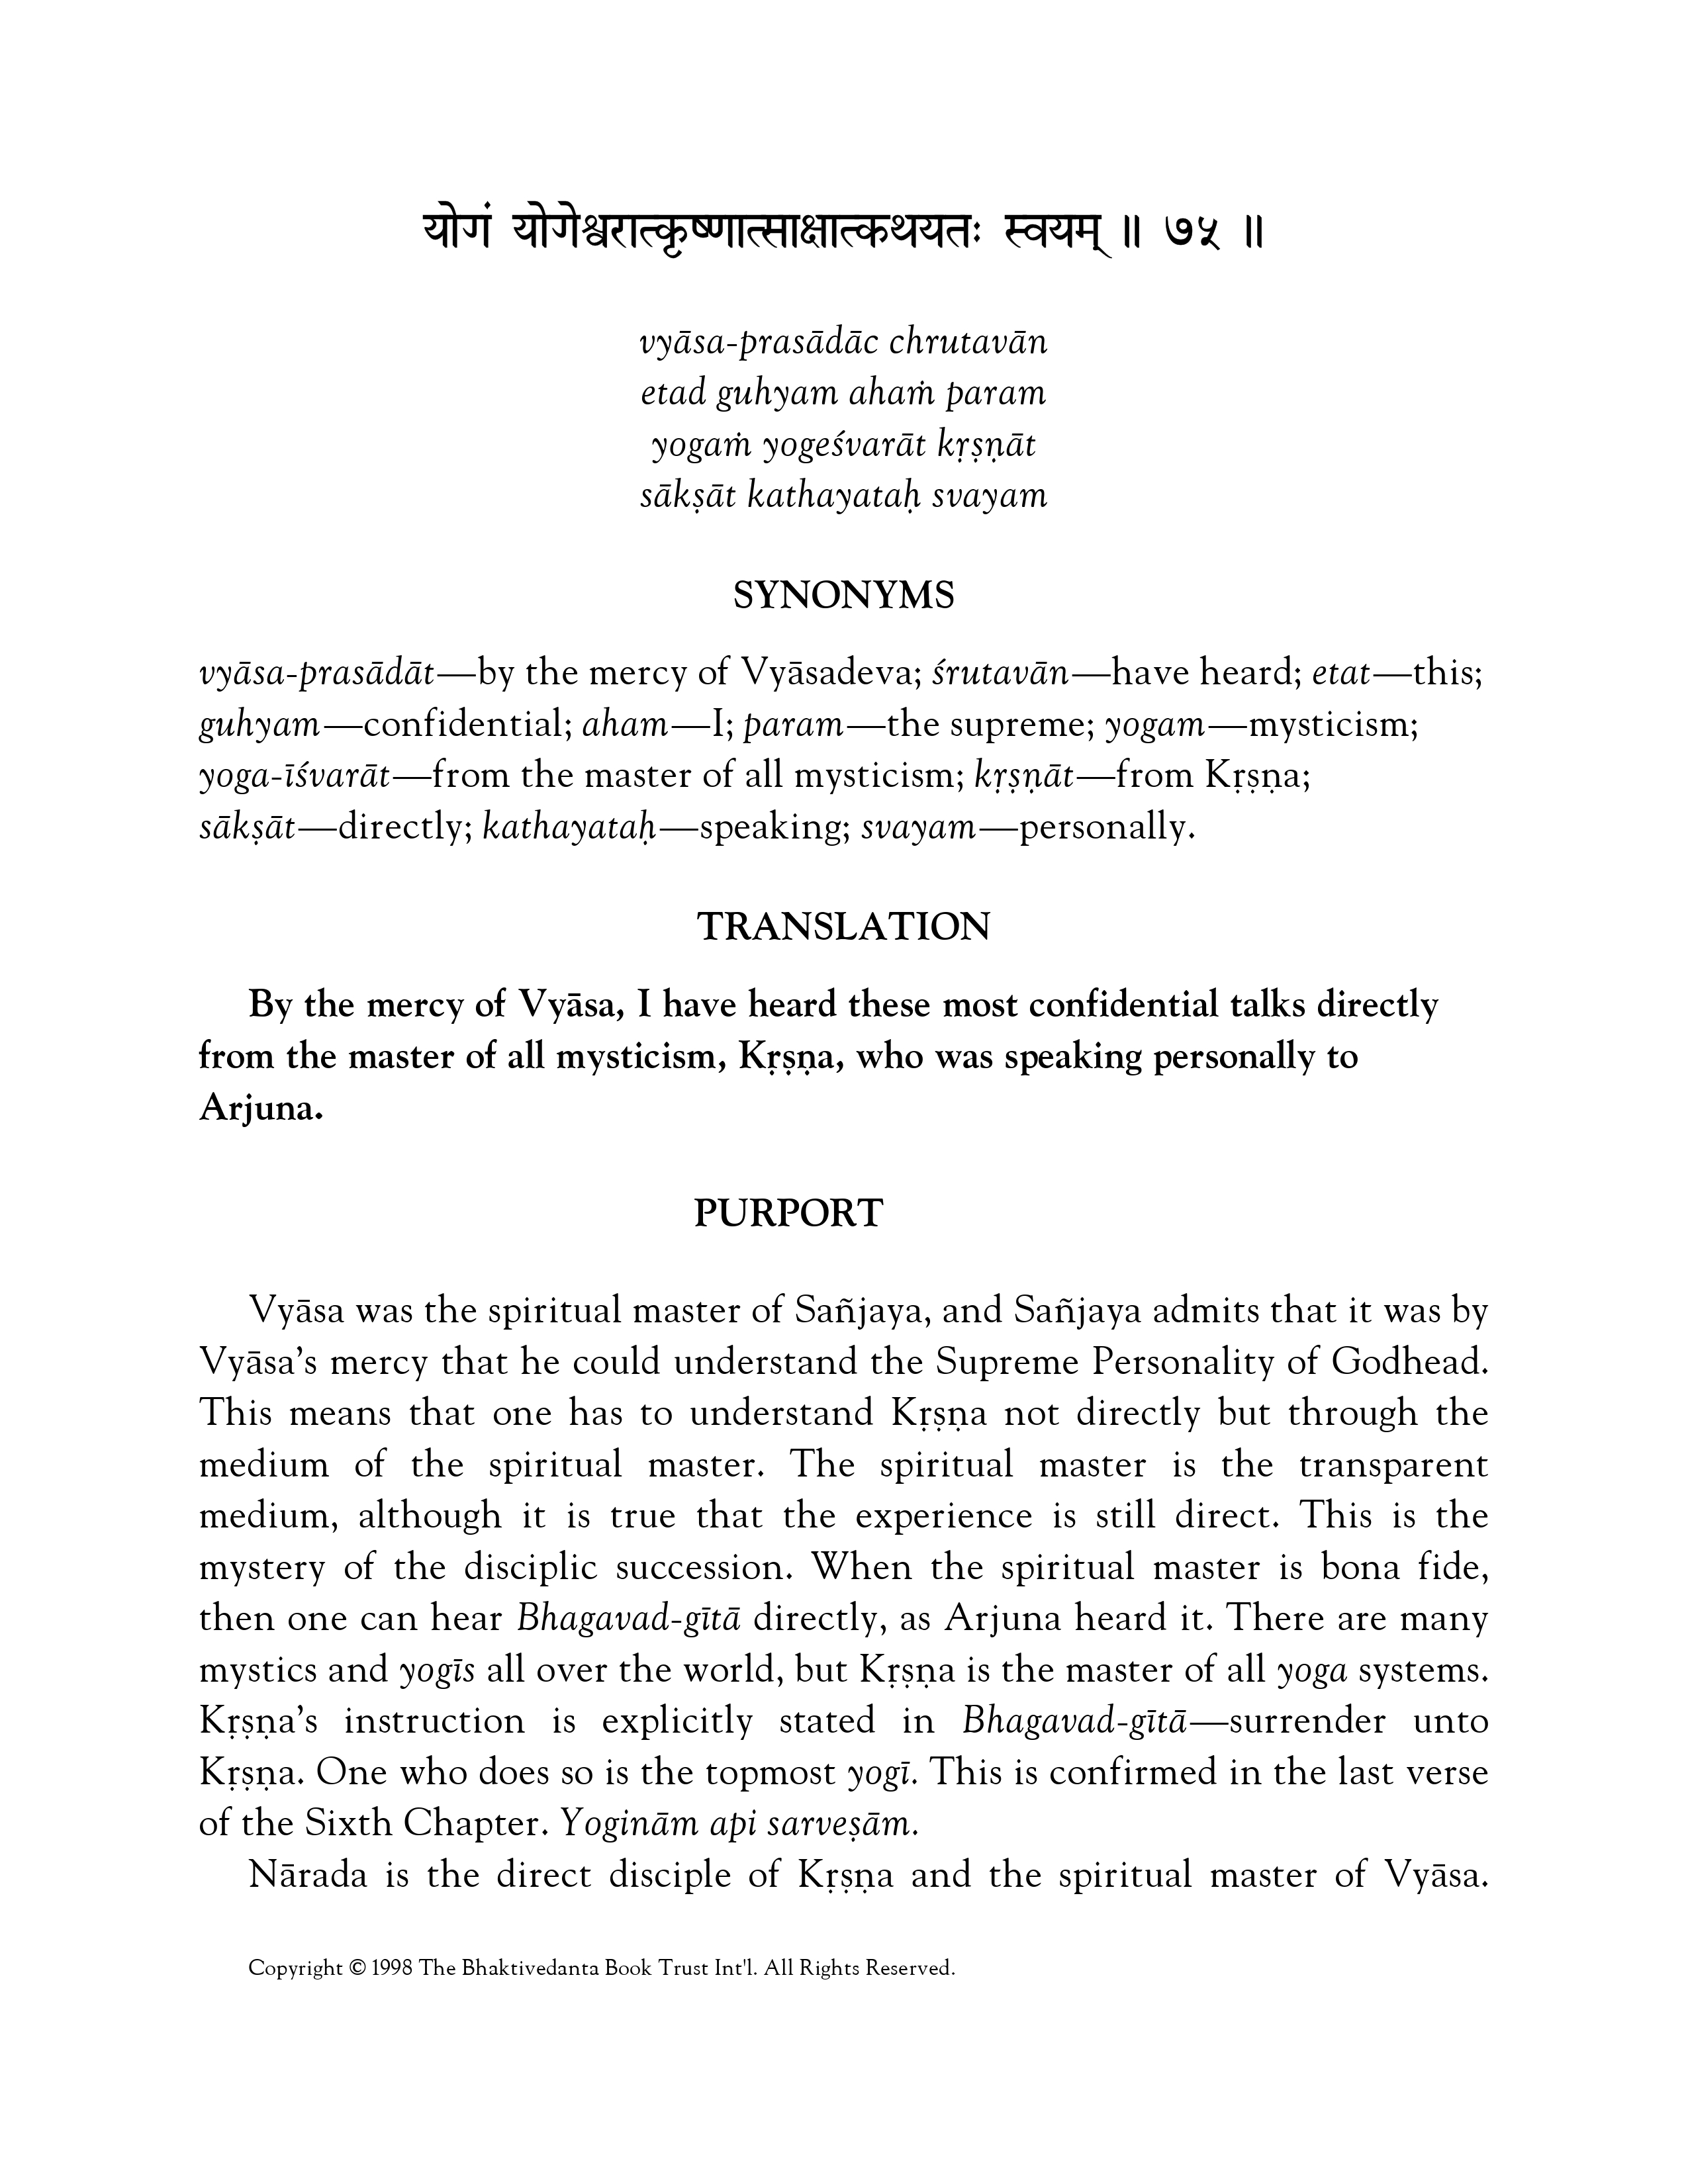 योगं योगेश्वरात्कृष्णात्साक्षात्कथयतः स्वयम् ॥ ७५ ॥
vyāsa-prasādāc chrutavān
etad guhyam ahaṁ param
yogaṁ yogeśvarāt kṛṣṇāt
sākṣāt kathayataḥ svayam
SYNONYMS
vyāsa-prasādāt—by the mercy of Vyāsadeva; śrutavān—have heard; etat—this;
guhyam—confidential; aham—I; param—the supreme; yogam—mysticism;
yoga-īśvarāt—from the master of all mysticism; kṛṣṇāt—from Kṛṣṇa;
sākṣāt—directly; kathayataḥ—speaking; svayam—personally.
TRANSLATION
By the mercy of Vyāsa, I have heard these most confidential talks directly
from the master of all mysticism, Kṛṣṇa, who was speaking personally to
Arjuna.
PURPORT
Vyāsa was the spiritual master of Sañjaya, and Sañjaya admits that it was by
Vyāsa’s mercy that he could understand the Supreme Personality of Godhead.
This means that one has to understand Kṛṣṇa not directly but through the
medium of the spiritual master. The spiritual master is the transparent
medium, although it is true that the experience is still direct. This is the
mystery of the disciplic succession. When the spiritual master is bona fide,
then one can hear Bhagavad-gītā directly, as Arjuna heard it. There are many
mystics and yogīs all over the world, but Kṛṣṇa is the master of all yoga systems.
Kṛṣṇa’s instruction is explicitly stated in Bhagavad-gītā—surrender unto
Kṛṣṇa. One who does so is the topmost yogī. This is confirmed in the last verse
of the Sixth Chapter. Yoginām api sarveṣām.
Nārada is the direct disciple of Kṛṣṇa and the spiritual master of Vyāsa.
Copyright © 1998 The Bhaktivedanta Book Trust Int'l. All Rights Reserved.